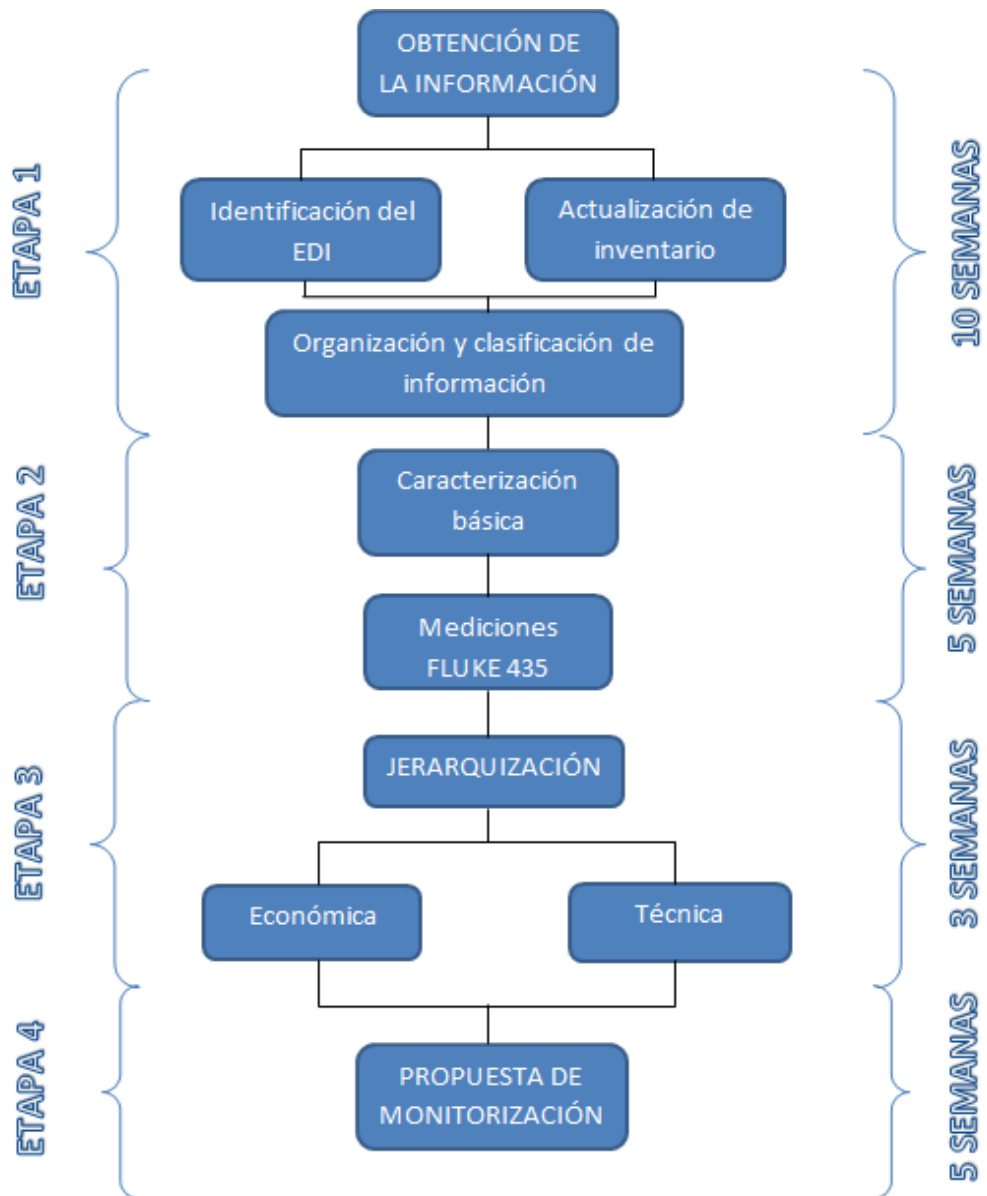 OBTENCIÓN DE
LA INFORMACIÓN
ETAPA 1
10 SEMANAS
Identificación del
EDI
Actualización de
inventario
Organización y clasificación de
información
ETAPA 2
5 SEMANAS
Caracterización
básica
Mediciones
FLUKE 435
ETAPA 3
3 SEMANAS
JERARQUIZACIÓN
Económica
Técnica
ETAPA 4
5 SEMANAS
PROPUESTA DE
MONITORIZACIÓN